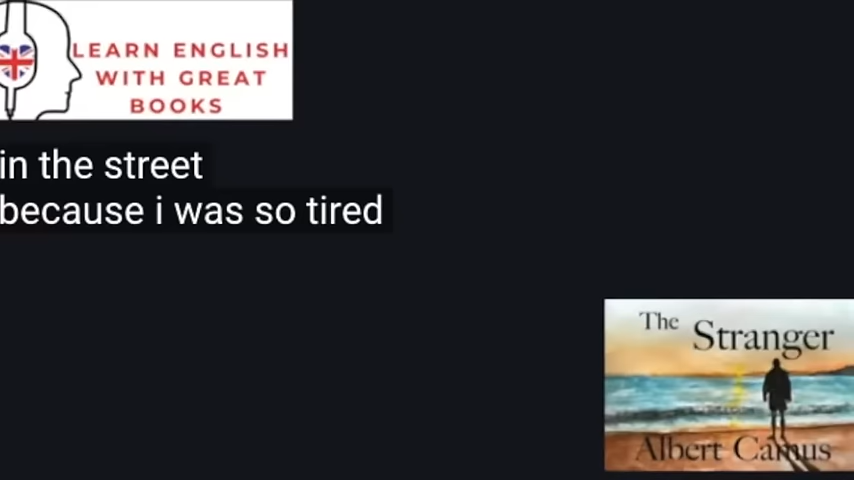 LEARN ENGLISH
WITH GREAT
BOOKS
in the street
because i was so tired
The Stranger
Albert Camus